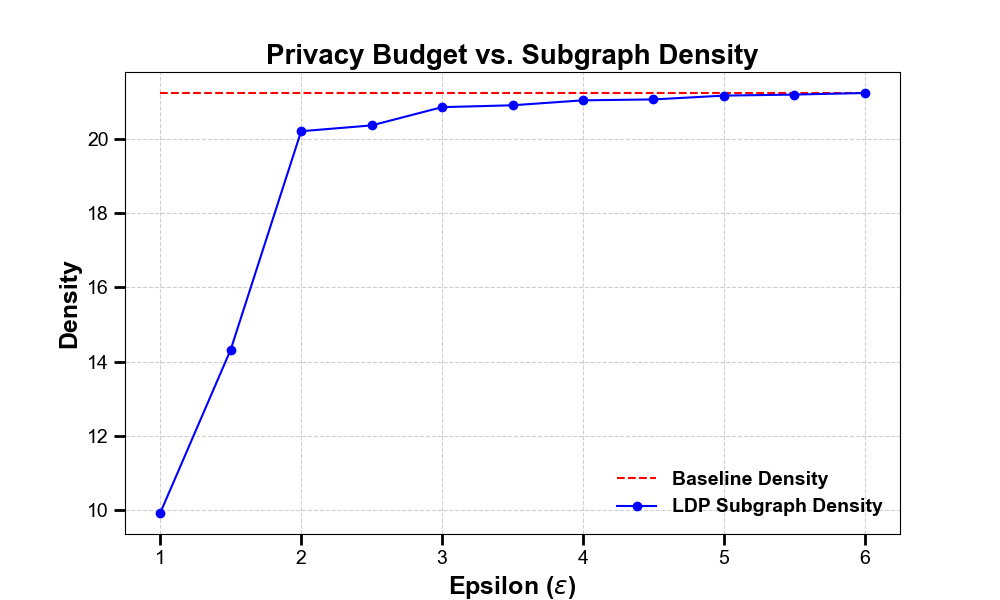 Privacy Budget vs. Subgraph Density
Density
20
18
16
14
12
10
Baseline Density
LDP Subgraph Density
1 2 3 4 5 6
Epsilon (ε)